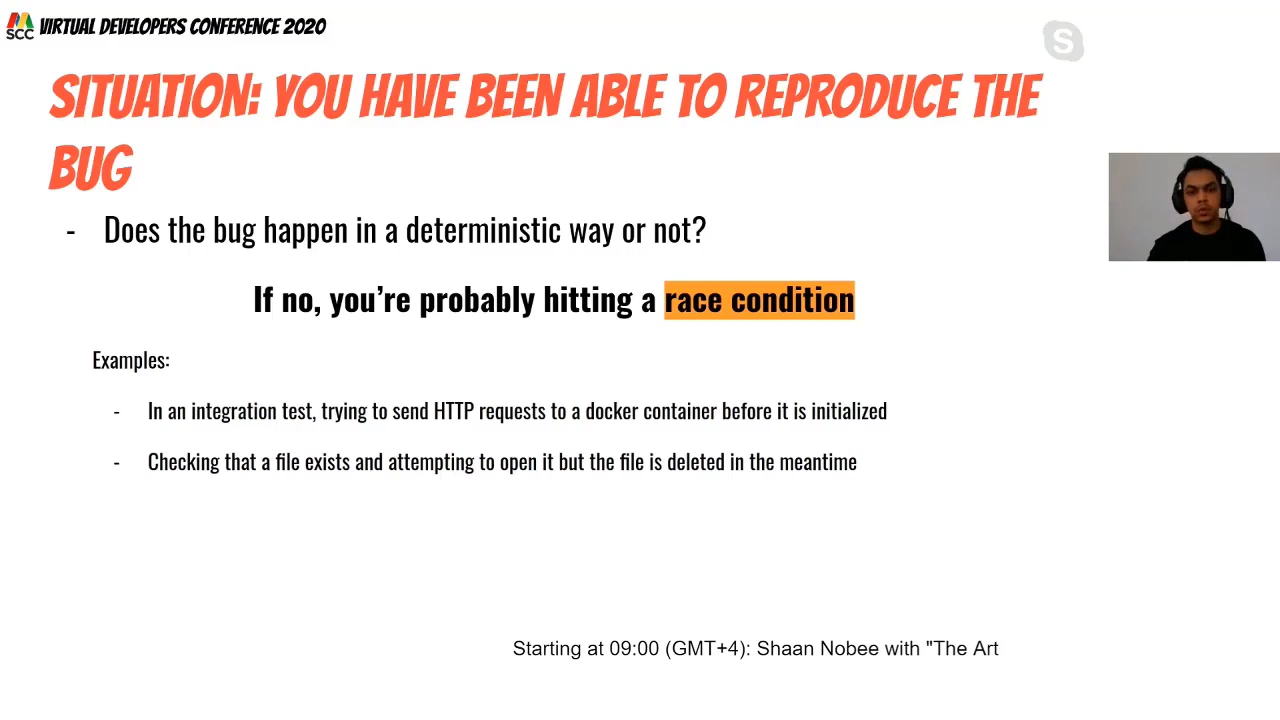 SCC VIRTUAL DEVELOPERS CONFERENCE 2020
S
SITUATION: YOU HAVE BEEN ABLE TO REPRODUCE THE
BUG
- Does the bug happen in a deterministic way or not?
If no, you’re probably hitting a race condition
Examples:
- In an integration test, trying to send HTTP requests to a docker container before it is initialized
- Checking that a file exists and attempting to open it but the file is deleted in the meantime
Starting at 09:00 (GMT+4): Shaan Nobee with "The Art